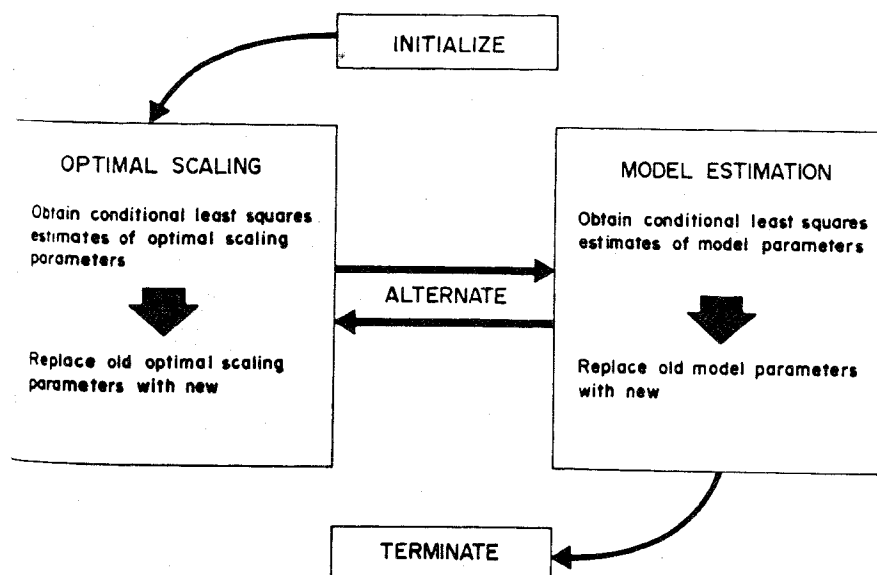 INITIALIZE
OPTIMAL SCALING
Obtain conditional least squares
estimates of optimal scaling
parameters
Replace old optimal scaling
parameters with new
ALTERNATE
MODEL ESTIMATION
Obtain conditional least squares
estimates of model parameters
Replace old model parameters
with new
TERMINATE